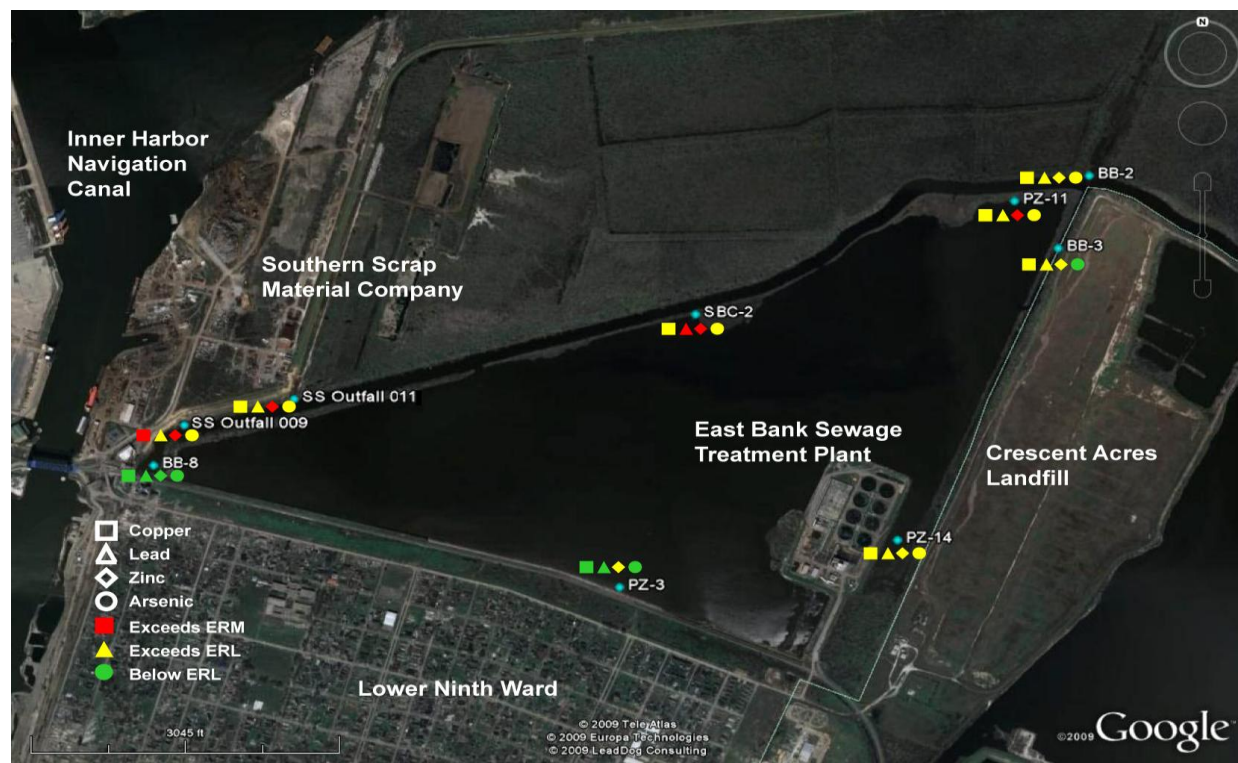 N
Inner Harbor
Navigation
Canal
BB-2
PZ-11
BB-3
Southern Scrap
Material Company
SBC-2
SS Outfall 011
SS Outfall 009
East Bank Sewage
Treatment Plant
Crescent Acres
Landfill
BB-8
Copper
Lead
Zinc
Arsenic
Exceeds ERM
Exceeds ERL
Below ERL
PZ-14
PZ-3
Lower Ninth Ward
3045 ft
© 2009 Tele Atlas
© 2009 Europa Technologies
© 2009 LeadDog Consulting
©2009 Google™